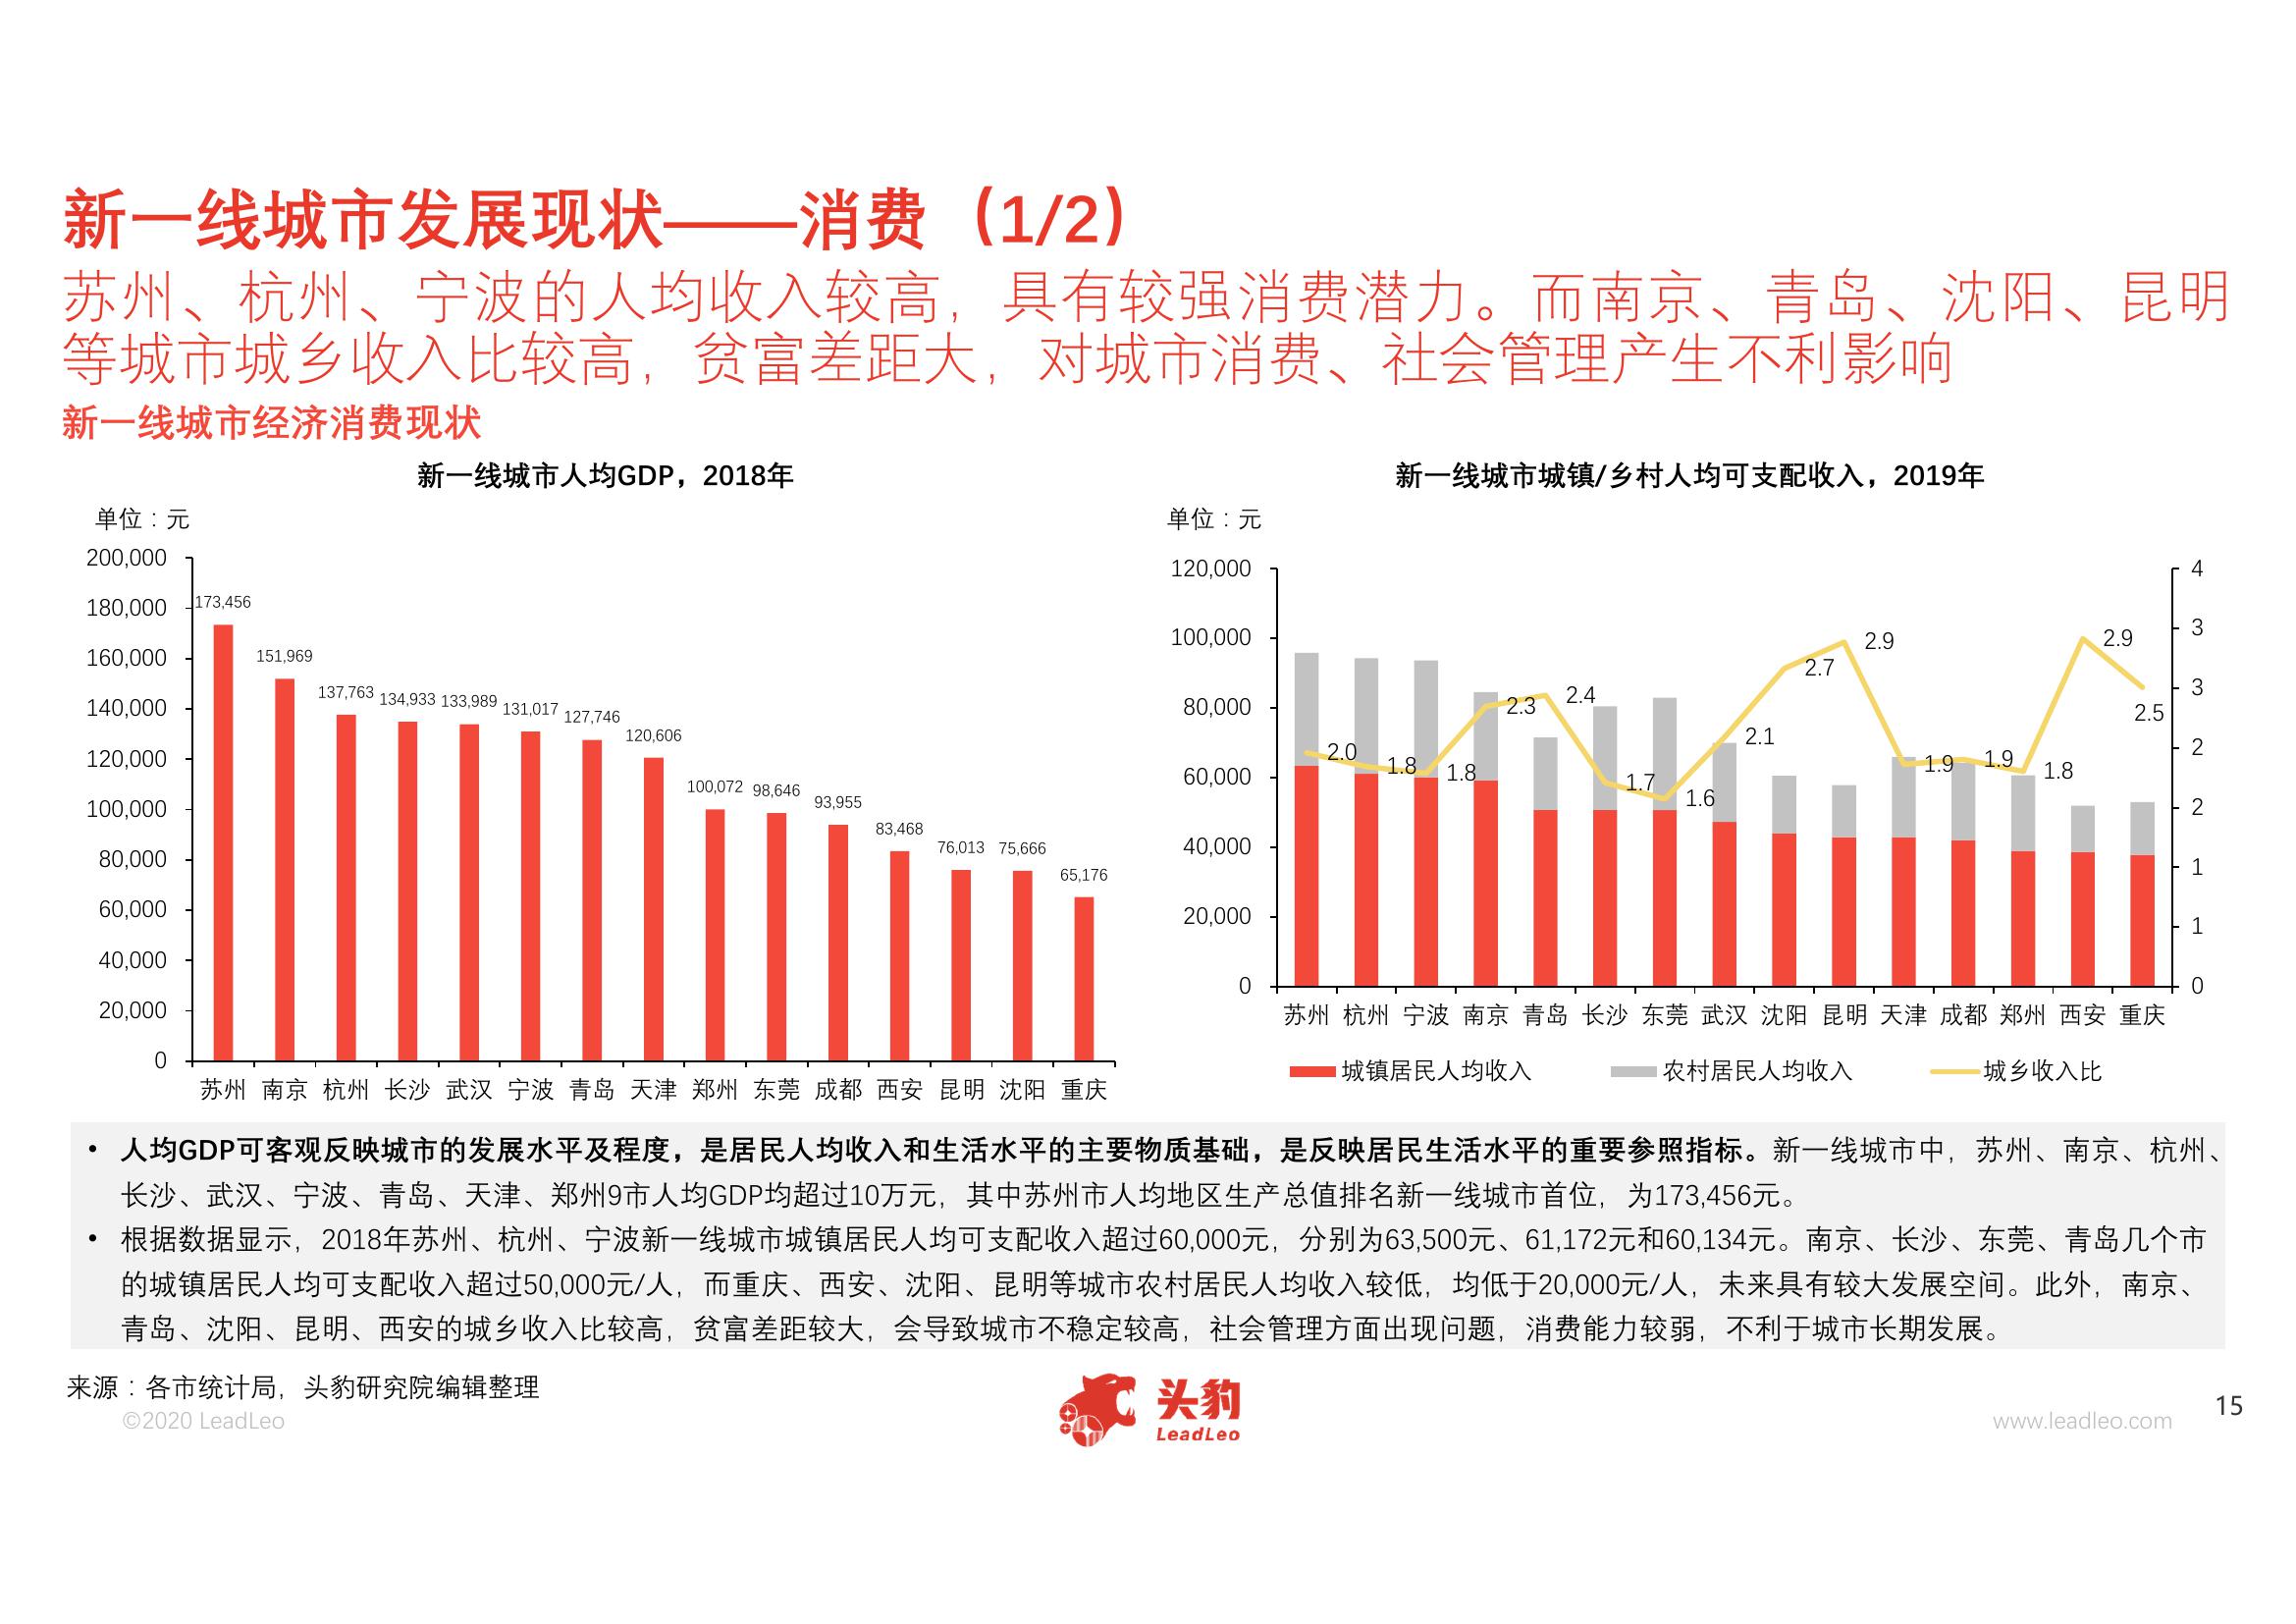 新一线城市发展现状——消费（1/2）
苏州、杭州、宁波的人均收入较高，具有较强消费潜力。而南京、青岛、沈阳、昆明
等城市城乡收入比较高，贫富差距大，对城市消费、社会管理产生不利影响
新一线城市经济消费现状
新一线城市人均GDP，2018年
单位：元
200,000
180,000
160,000
140,000
120,000
100,000
80,000
60,000
40,000
20,000
0
173,456
151,969
137,763
134,933
133,989
131,017
127,746
120,606
100,072
98,646
93,955
83,468
76,013
75,666
65,176
苏州 南京 杭州 长沙 武汉 宁波 青岛 天津 郑州 东莞 成都 西安 昆明 沈阳 重庆
新一线城市城镇/乡村人均可支配收入，2019年
单位：元
120,000
100,000
80,000
60,000
40,000
20,000
0
2.0
1.8
1.8
2.3
2.4
1.7
1.6
2.1
2.7
2.9
1.9
1.9
1.8
2.9
2.5
4
3
3
2
2
1
1
0
苏州 杭州 宁波 南京 青岛 长沙 东莞 武汉 沈阳 昆明 天津 成都 郑州 西安 重庆
城镇居民人均收入 农村居民人均收入 城乡收入比
• 人均GDP可客观反映城市的发展水平及程度，是居民人均收入和生活水平的主要物质基础，是反映居民生活水平的重要参照指标。新一线城市中，苏州、南京、杭州、
长沙、武汉、宁波、青岛、天津、郑州9市人均GDP均超过10万元，其中苏州市人均地区生产总值排名新一线城市首位，为173,456元。
• 根据数据显示，2018年苏州、杭州、宁波新一线城市城镇居民人均可支配收入超过60,000元，分别为63,500元、61,172元和60,134元。南京、长沙、东莞、青岛几个市
的城镇居民人均可支配收入超过50,000元/人，而重庆、西安、沈阳、昆明等城市农村居民人均收入较低，均低于20,000元/人，未来具有较大发展空间。此外，南京、
青岛、沈阳、昆明、西安的城乡收入比较高，贫富差距较大，会导致城市不稳定较高，社会管理方面出现问题，消费能力较弱，不利于城市长期发展。
来源：各市统计局，头豹研究院编辑整理
©2020 LeadLeo
头豹
LeadLeo
www.leadleo.com
15